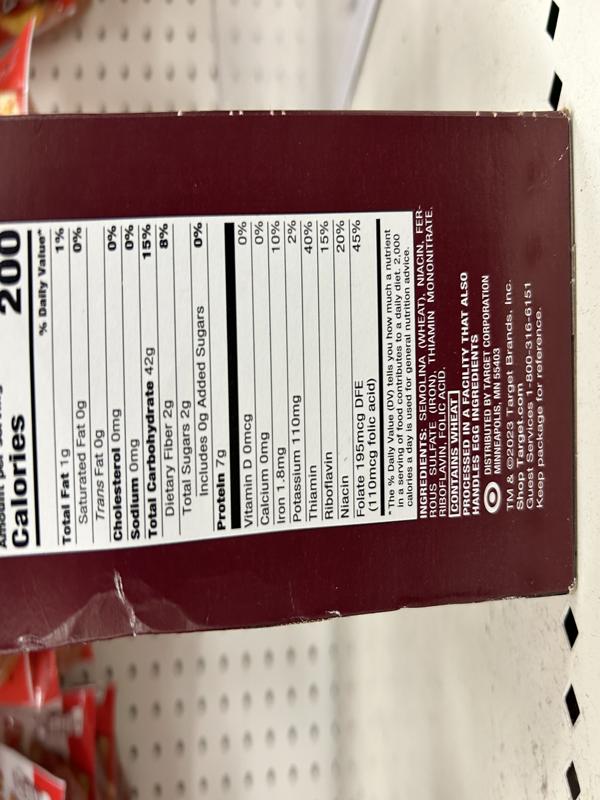 Calories 200
% Daily Value*
Total Fat 1g 1%
Saturated Fat 0g 0%
Trans Fat 0g
Cholesterol 0mg 0%
Sodium 0mg 0%
Total Carbohydrate 42g 15%
Dietary Fiber 2g 8%
Total Sugars 2g
Includes 0g Added Sugars 0%
Protein 7g
Vitamin D 0mcg 0%
Calcium 0mg 0%
Iron 1.8mg 10%
Potassium 110mg 2%
Thiamin 40%
Riboflavin 15%
Niacin 20%
Folate 195mcg DFE 45%
(110mcg folic acid)
*The % Daily Value (DV) tells you how much a nutrient
in a serving of food contributes to a daily diet. 2,000
calories a day is used for general nutrition advice.
INGREDIENTS: SEMOLINA (WHEAT), NIACIN, FER-
ROUS SULFATE (IRON), THIAMIN MONONITRATE,
RIBOFLAVIN, FOLIC ACID.
CONTAINS WHEAT
PROCESSED IN A FACILITY THAT ALSO
HANDLES EGG INGREDIENTS
DISTRIBUTED BY TARGET CORPORATION
MINNEAPOLIS, MN 55403
TM & ©2023 Target Brands, Inc.
Shop Target.com
Guest Services 1-800-316-6151
Keep package for reference.